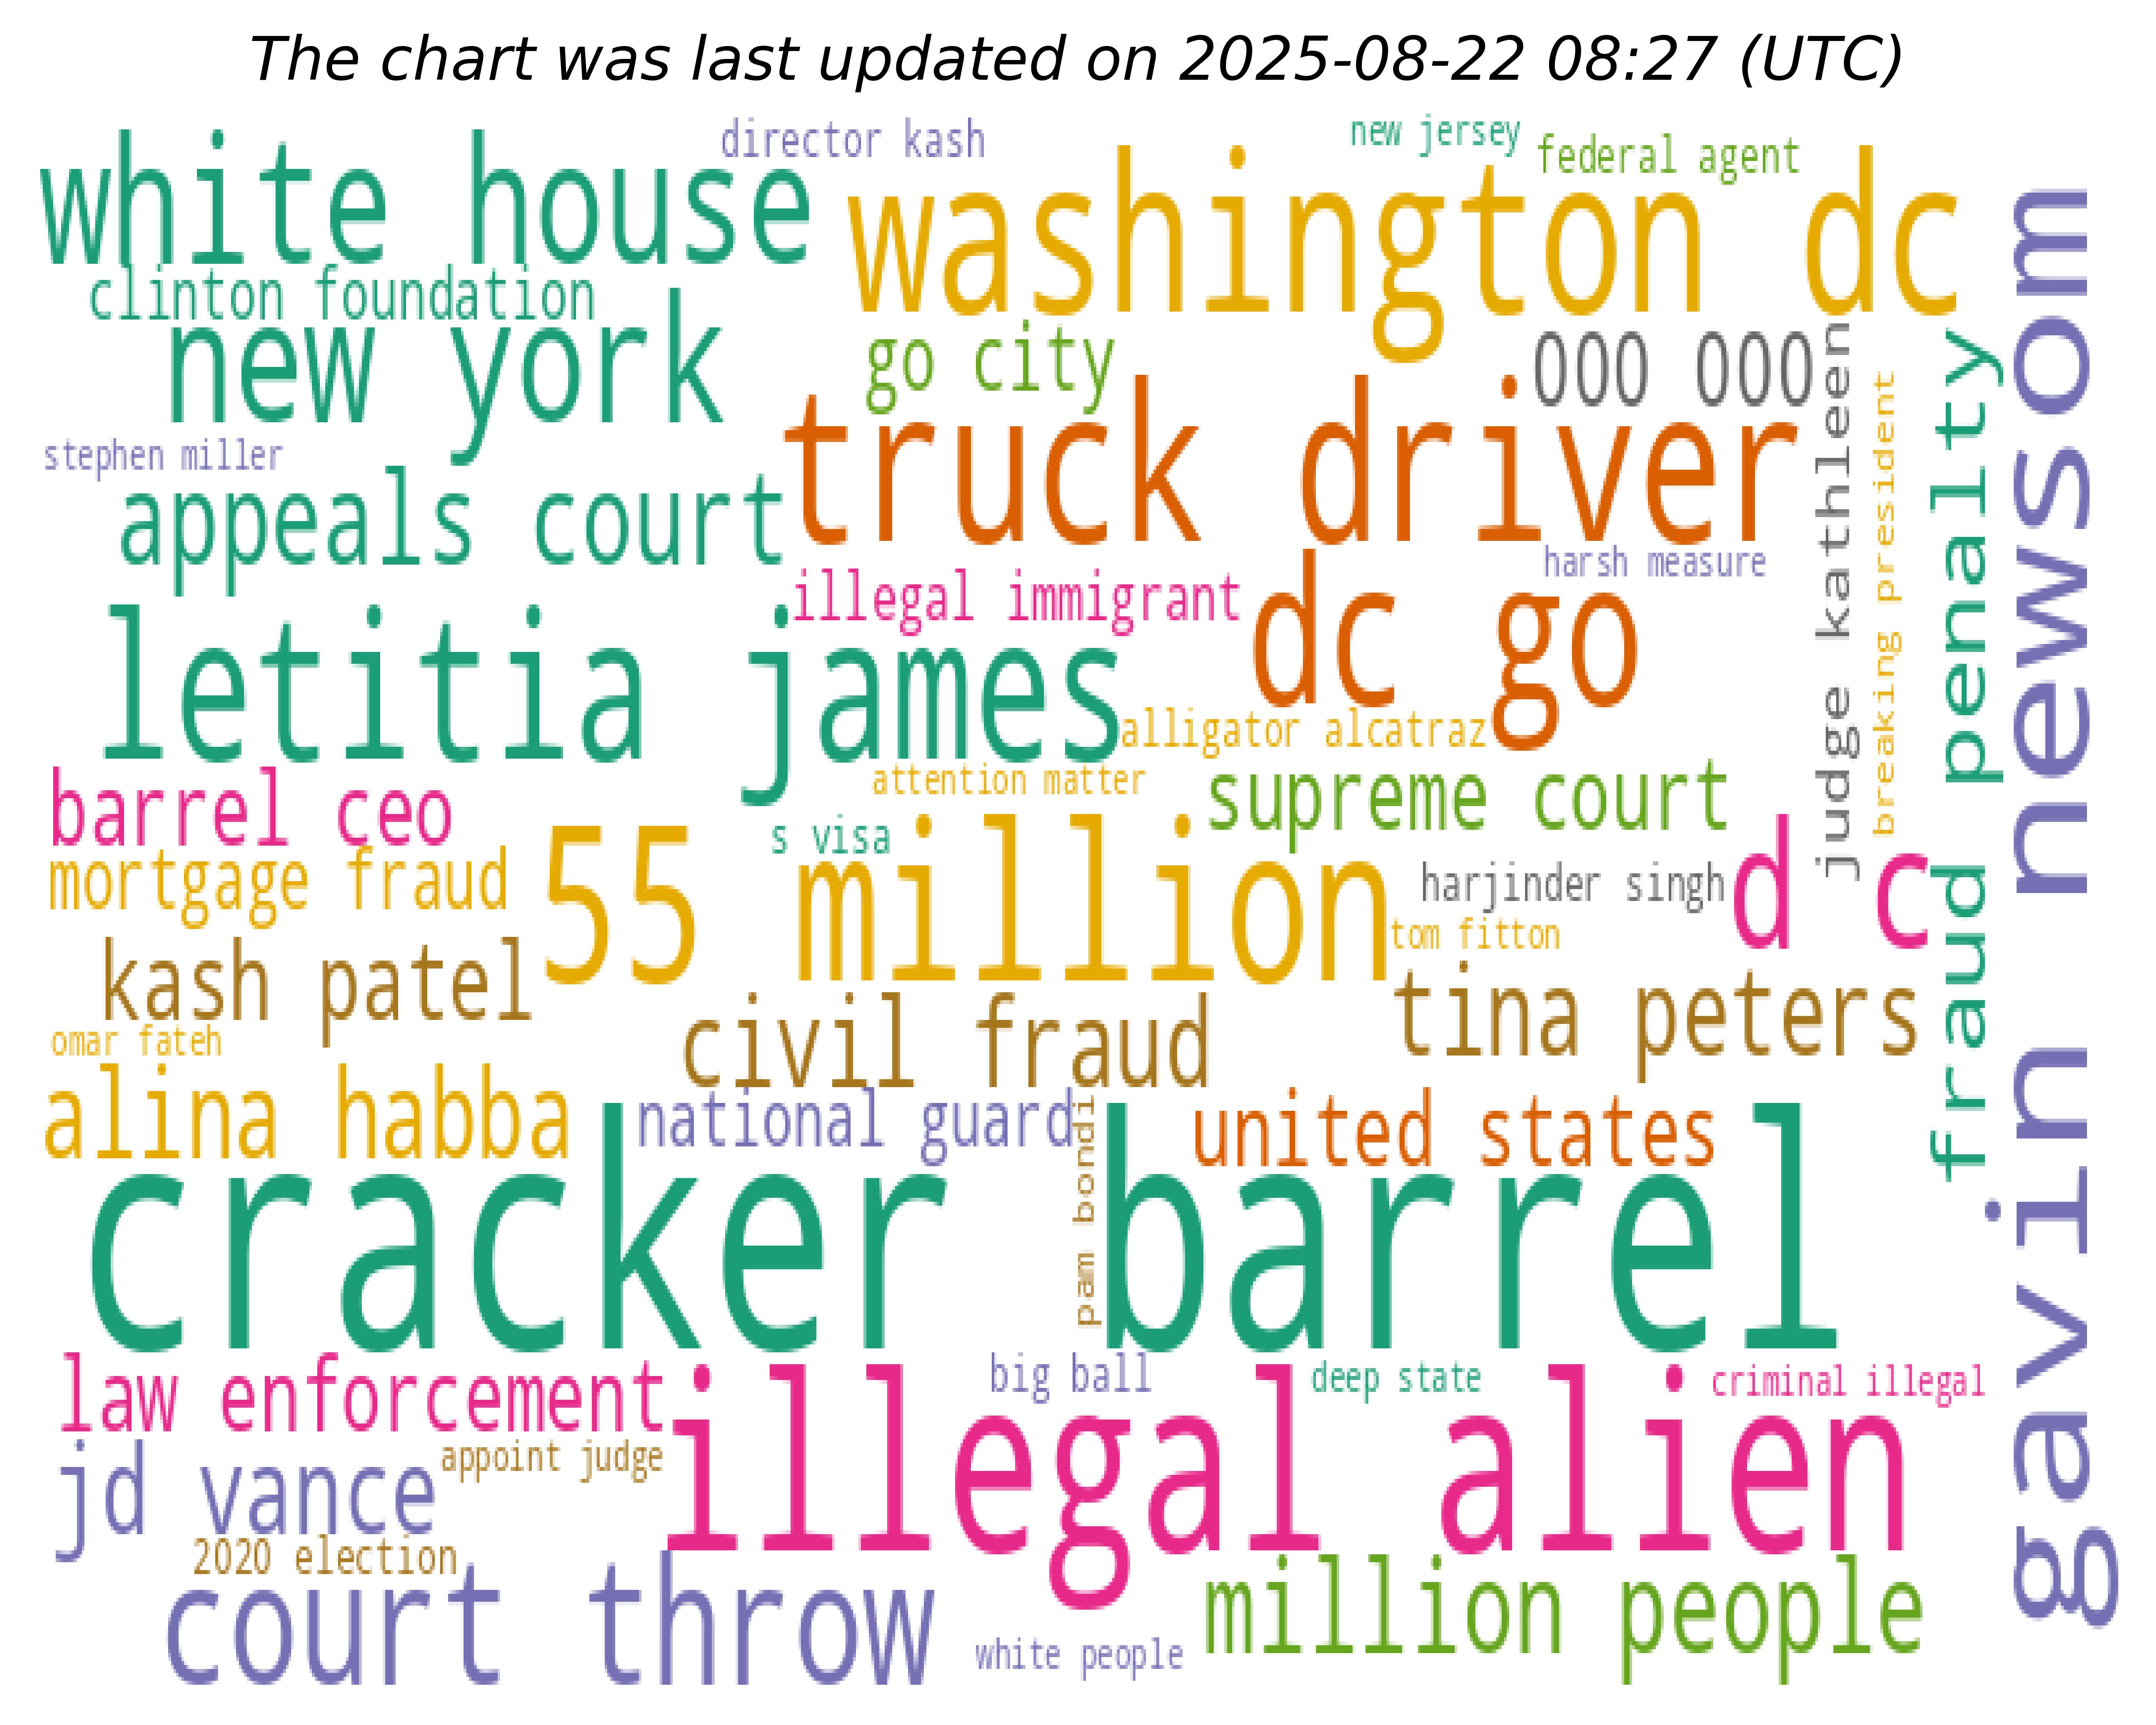 The chart was last updated on 2025-08-22 08:27 (UTC)
director kash
new jersey
federal agent
white house
washington dc
clinton foundation
new york
go city
000 000
stephen miller
truck driver
appeals court
harsh measure
illegal immigrant
dc go
letitia james
alligator alcatraz
attention matter
supreme court
barrel ceo
s visa
mortgage fraud
55 million
harjinder singh
d c
tom fitton
kash patel
tina peters
civil fraud
omar fateh
alina habba
national guard
united states
pam bondi
cracker barrel
judge kathleen
breaking president
fraud penalty
gavin newsom
law enforcement
big ball
deep state
criminal illegal
illegal alien
appoint judge
jd vance
2020 election
court throw
million people
white people